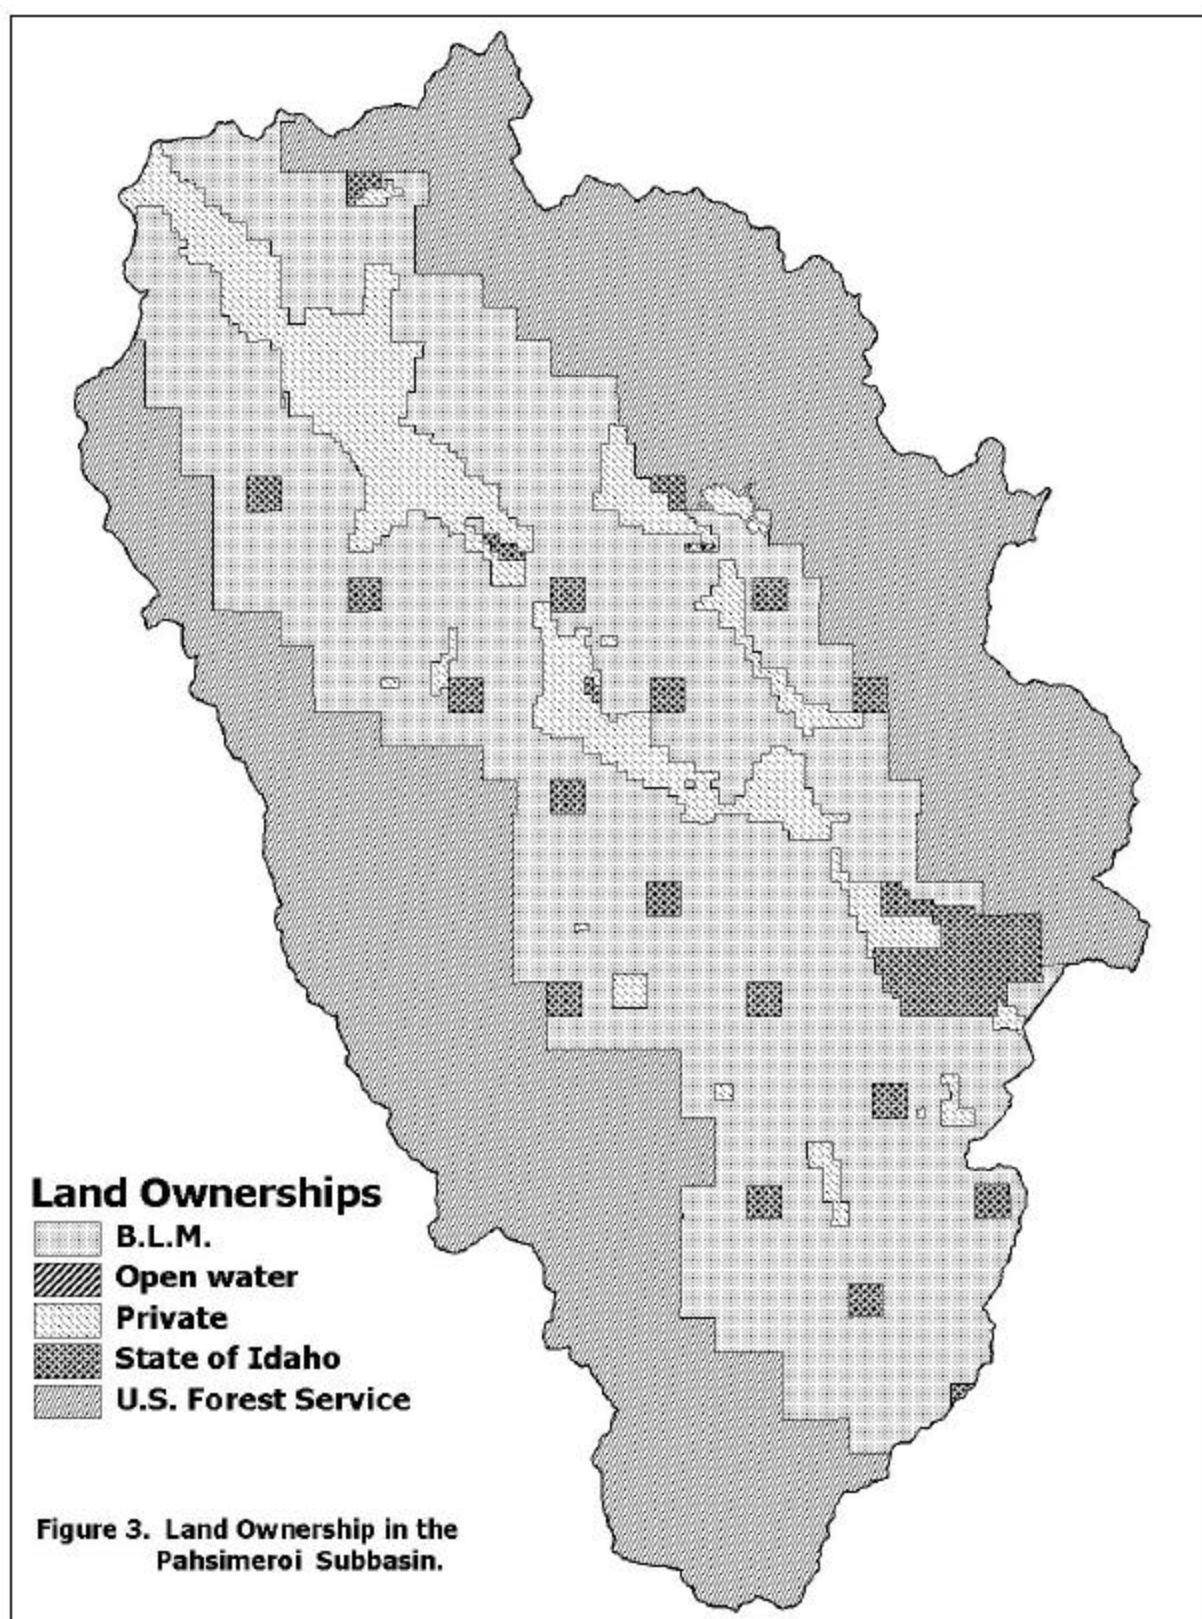 Land Ownerships
B.L.M.
Open water
Private
State of Idaho
U.S. Forest Service
Figure 3. Land Ownership in the
Pahsimeroi Subbasin.